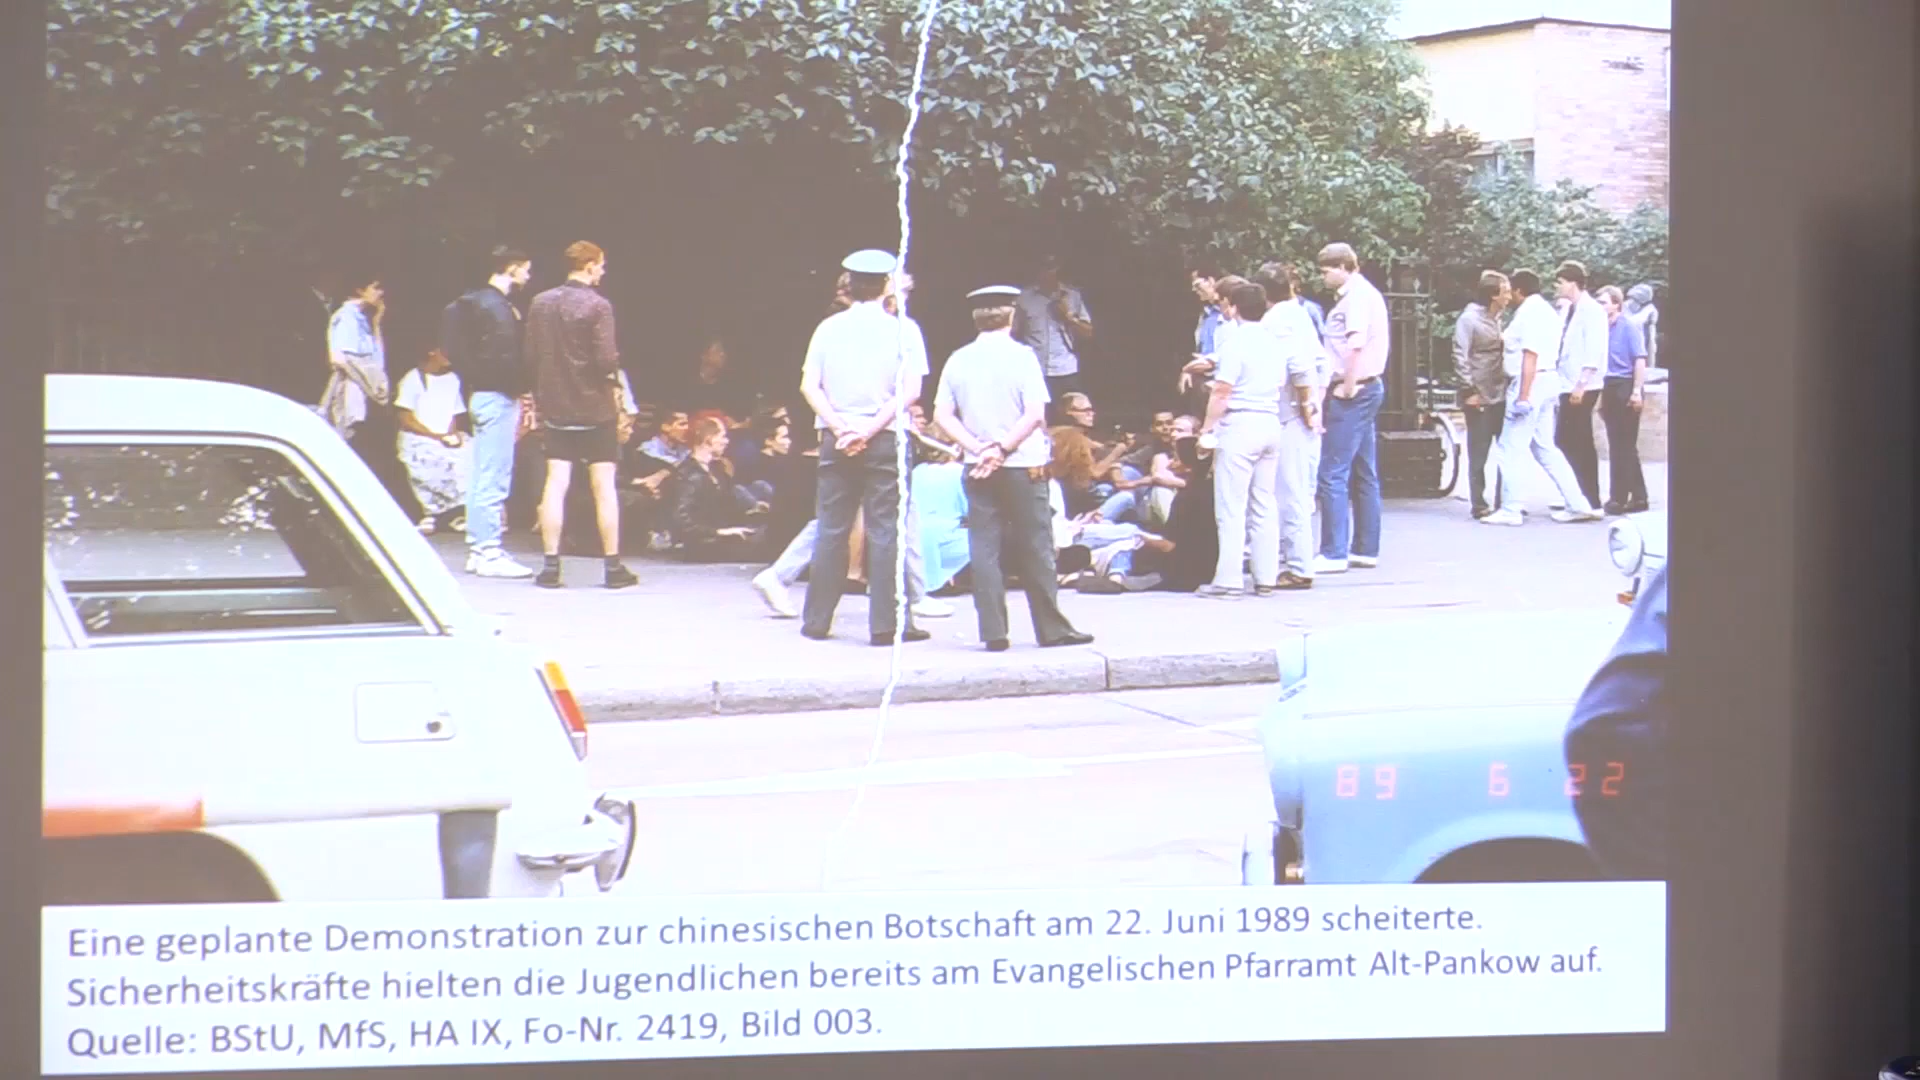 89 6 22
Eine geplante Demonstration zur chinesischen Botschaft am 22. Juni 1989 scheiterte.
Sicherheitskräfte hielten die Jugendlichen bereits am Evangelischen Pfarramt Alt-Pankow auf.
Quelle: BStU, MfS, HA IX, Fo-Nr. 2419, Bild 003.